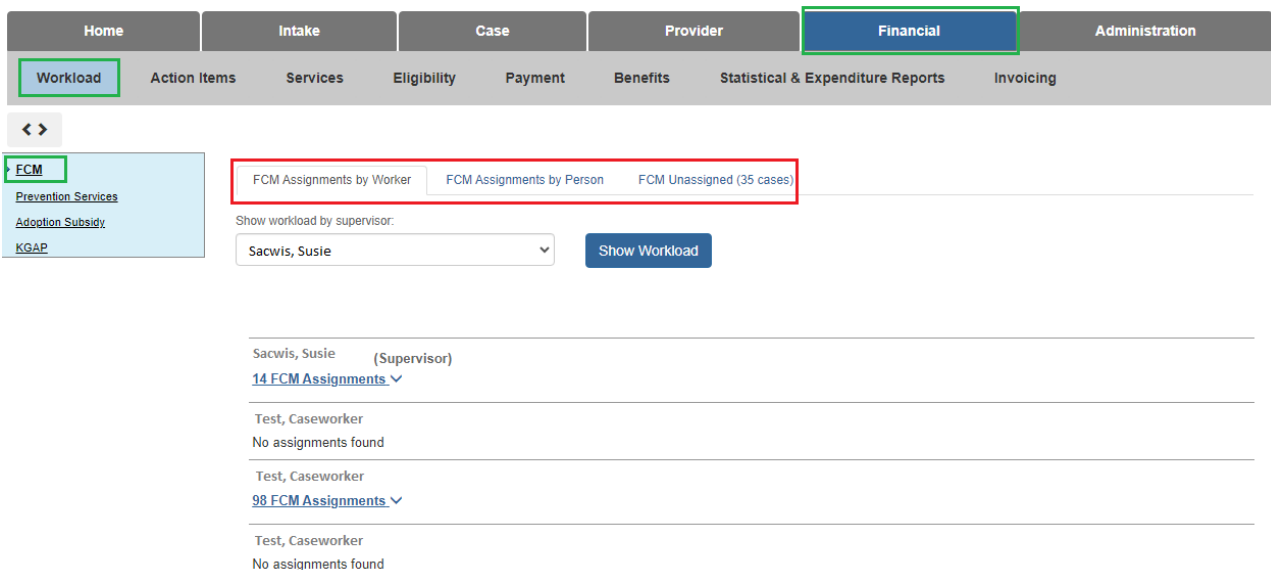 Home Intake Case Provider Financial Administration
Workload Action Items Services Eligibility Payment Benefits Statistical & Expenditure Reports Invoicing
FCM
Prevention Services
Adoption Subsidy
KGAP
FCM Assignments by Worker FCM Assignments by Person FCM Unassigned (35 cases)
Show workload by supervisor:
Sacwis, Susie Show Workload
Sacwis, Susie (Supervisor)
14 FCM Assignments
Test, Caseworker
No assignments found
Test, Caseworker
98 FCM Assignments
Test, Caseworker
No assignments found